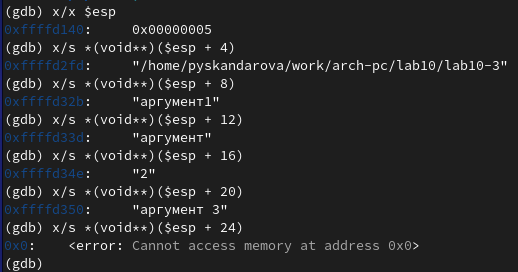 (gdb) x/x $esp
0xffffd140: 0x00000005
(gdb) x/s *(void**)($esp + 4)
0xffffd2fd: "/home/pyskandarova/work/arch-pc/lab10/lab10-3"
(gdb) x/s *(void**)($esp + 8)
0xffffd32b: "аргумент1"
(gdb) x/s *(void**)($esp + 12)
0xffffd33d: "аргумент"
(gdb) x/s *(void**)($esp + 16)
0xffffd34e: "2"
(gdb) x/s *(void**)($esp + 20)
0xffffd350: "аргумент 3"
(gdb) x/s *(void**)($esp + 24)
0x0: <error: Cannot access memory at address 0x0>
(gdb)